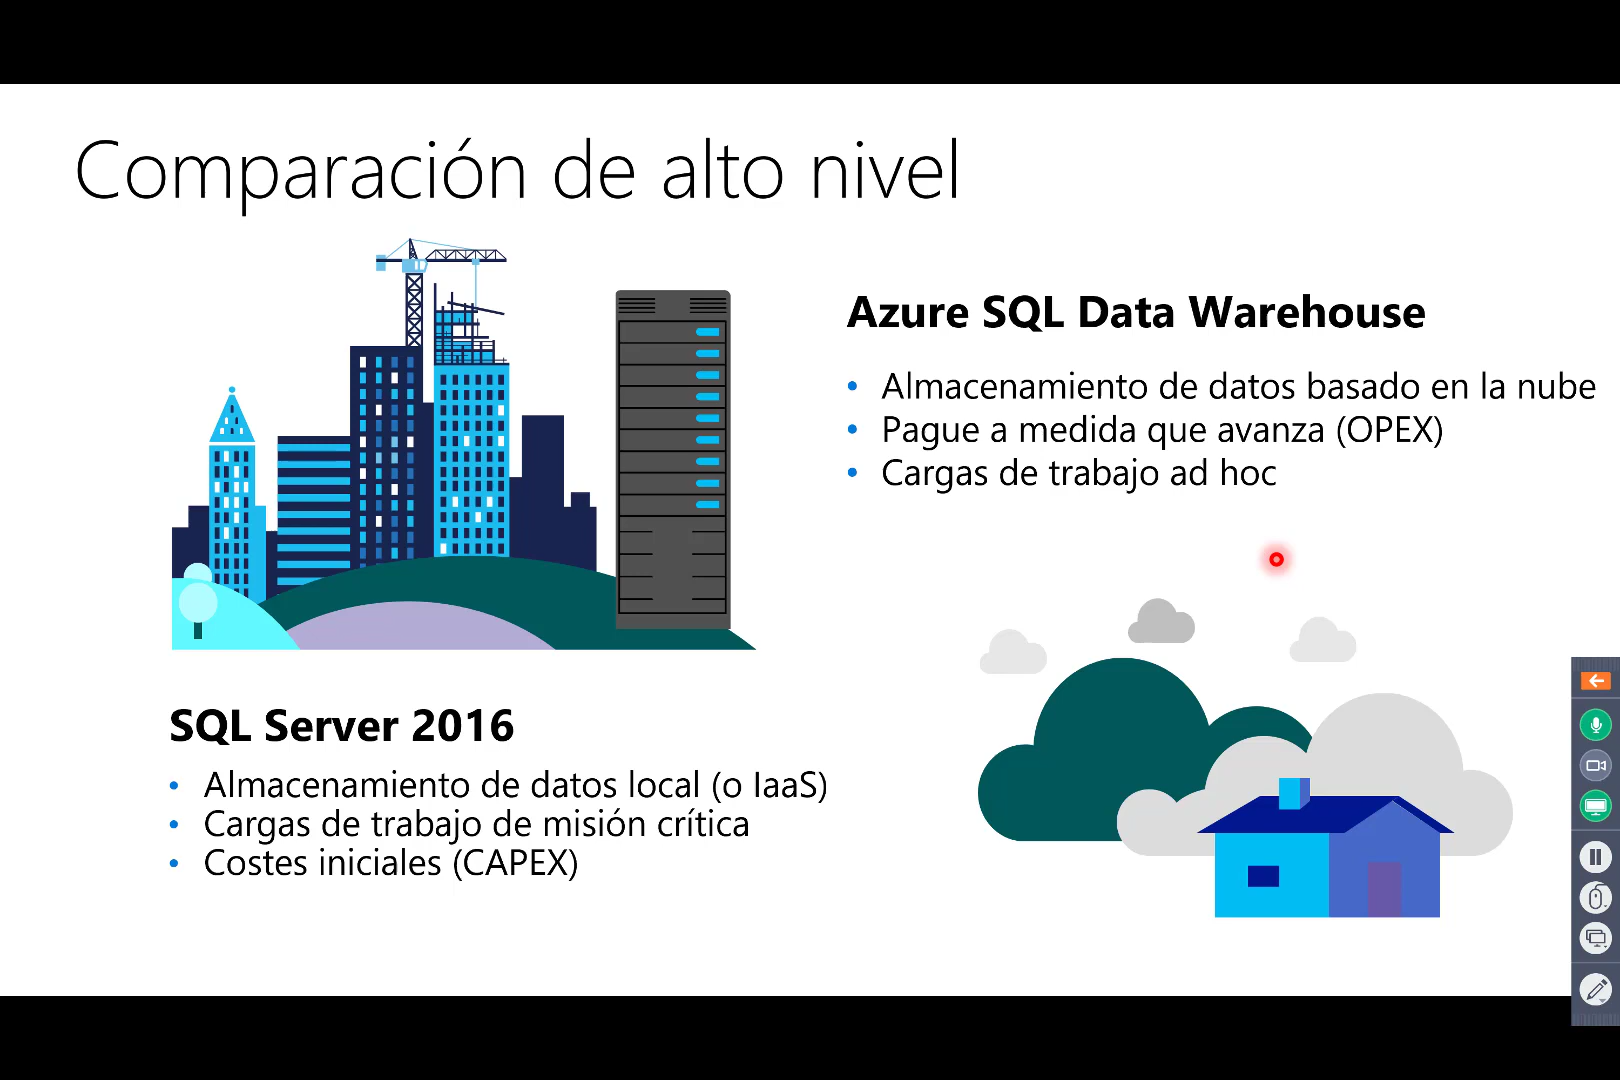 Comparación de alto nivel
Azure SQL Data Warehouse
• Almacenamiento de datos basado en la nube
• Pague a medida que avanza (OPEX)
• Cargas de trabajo ad hoc
SQL Server 2016
• Almacenamiento de datos local (o IaaS)
• Cargas de trabajo de misión crítica
• Costes iniciales (CAPEX)